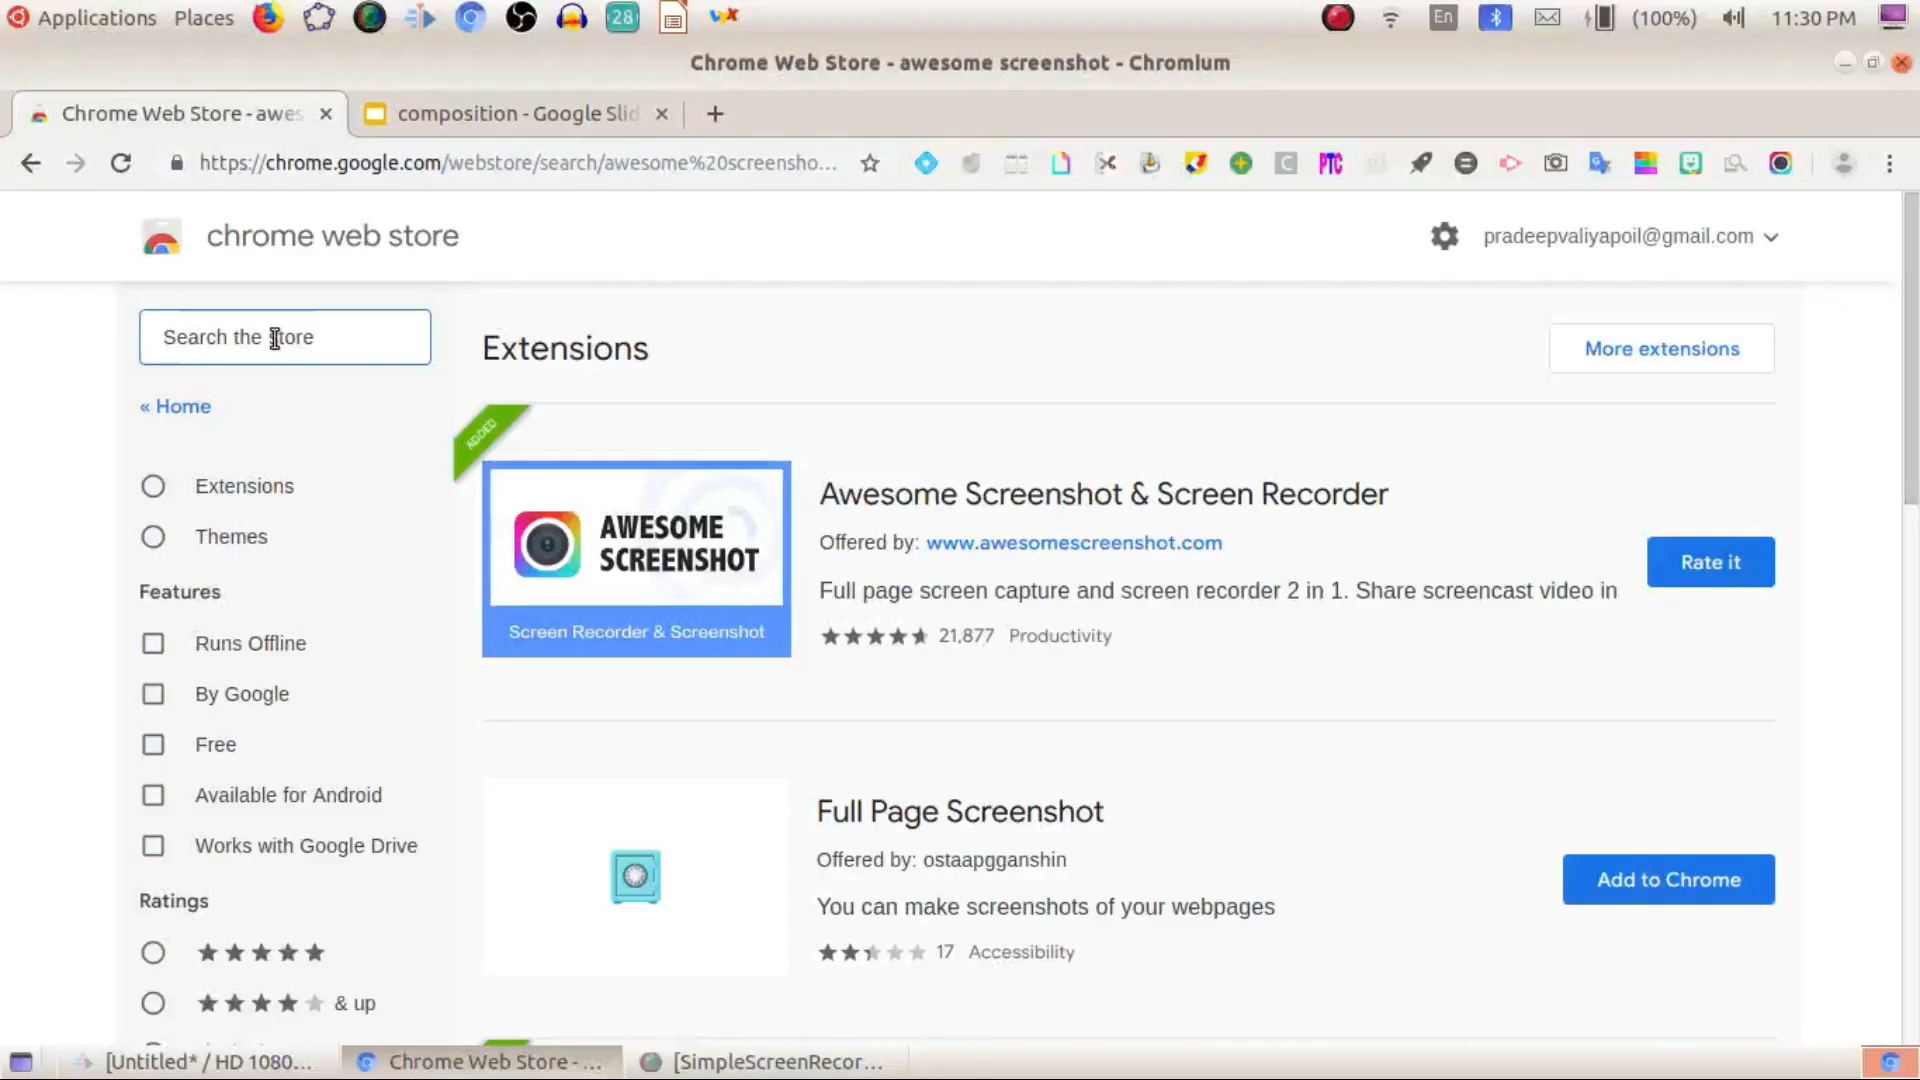 Applications Places 28 En (100%) 11:30 PM
Chrome Web Store - awesome screenshot - Chromium
Chrome Web Store - awes composition - Google Slid
https://chrome.google.com/webstore/search/awesome%20screensho... C PTC
chrome web store
pradeepvaliyapoil@gmail.com
Search the store
Extensions
More extensions
« Home
ADDED
Extensions
Themes
Features
Runs Offline
By Google
Free
Available for Android
Works with Google Drive
Ratings
& up
AWESOME
SCREENSHOT
Screen Recorder & Screenshot
Awesome Screenshot & Screen Recorder
Offered by: www.awesomescreenshot.com
Full page screen capture and screen recorder 2 in 1. Share screencast video in
21,877 Productivity
Rate it
Full Page Screenshot
Offered by: ostaapgganshin
You can make screenshots of your webpages
17 Accessibility
Add to Chrome
[Untitled* / HD 1080... Chrome Web Store - ... [SimpleScreenRecor...